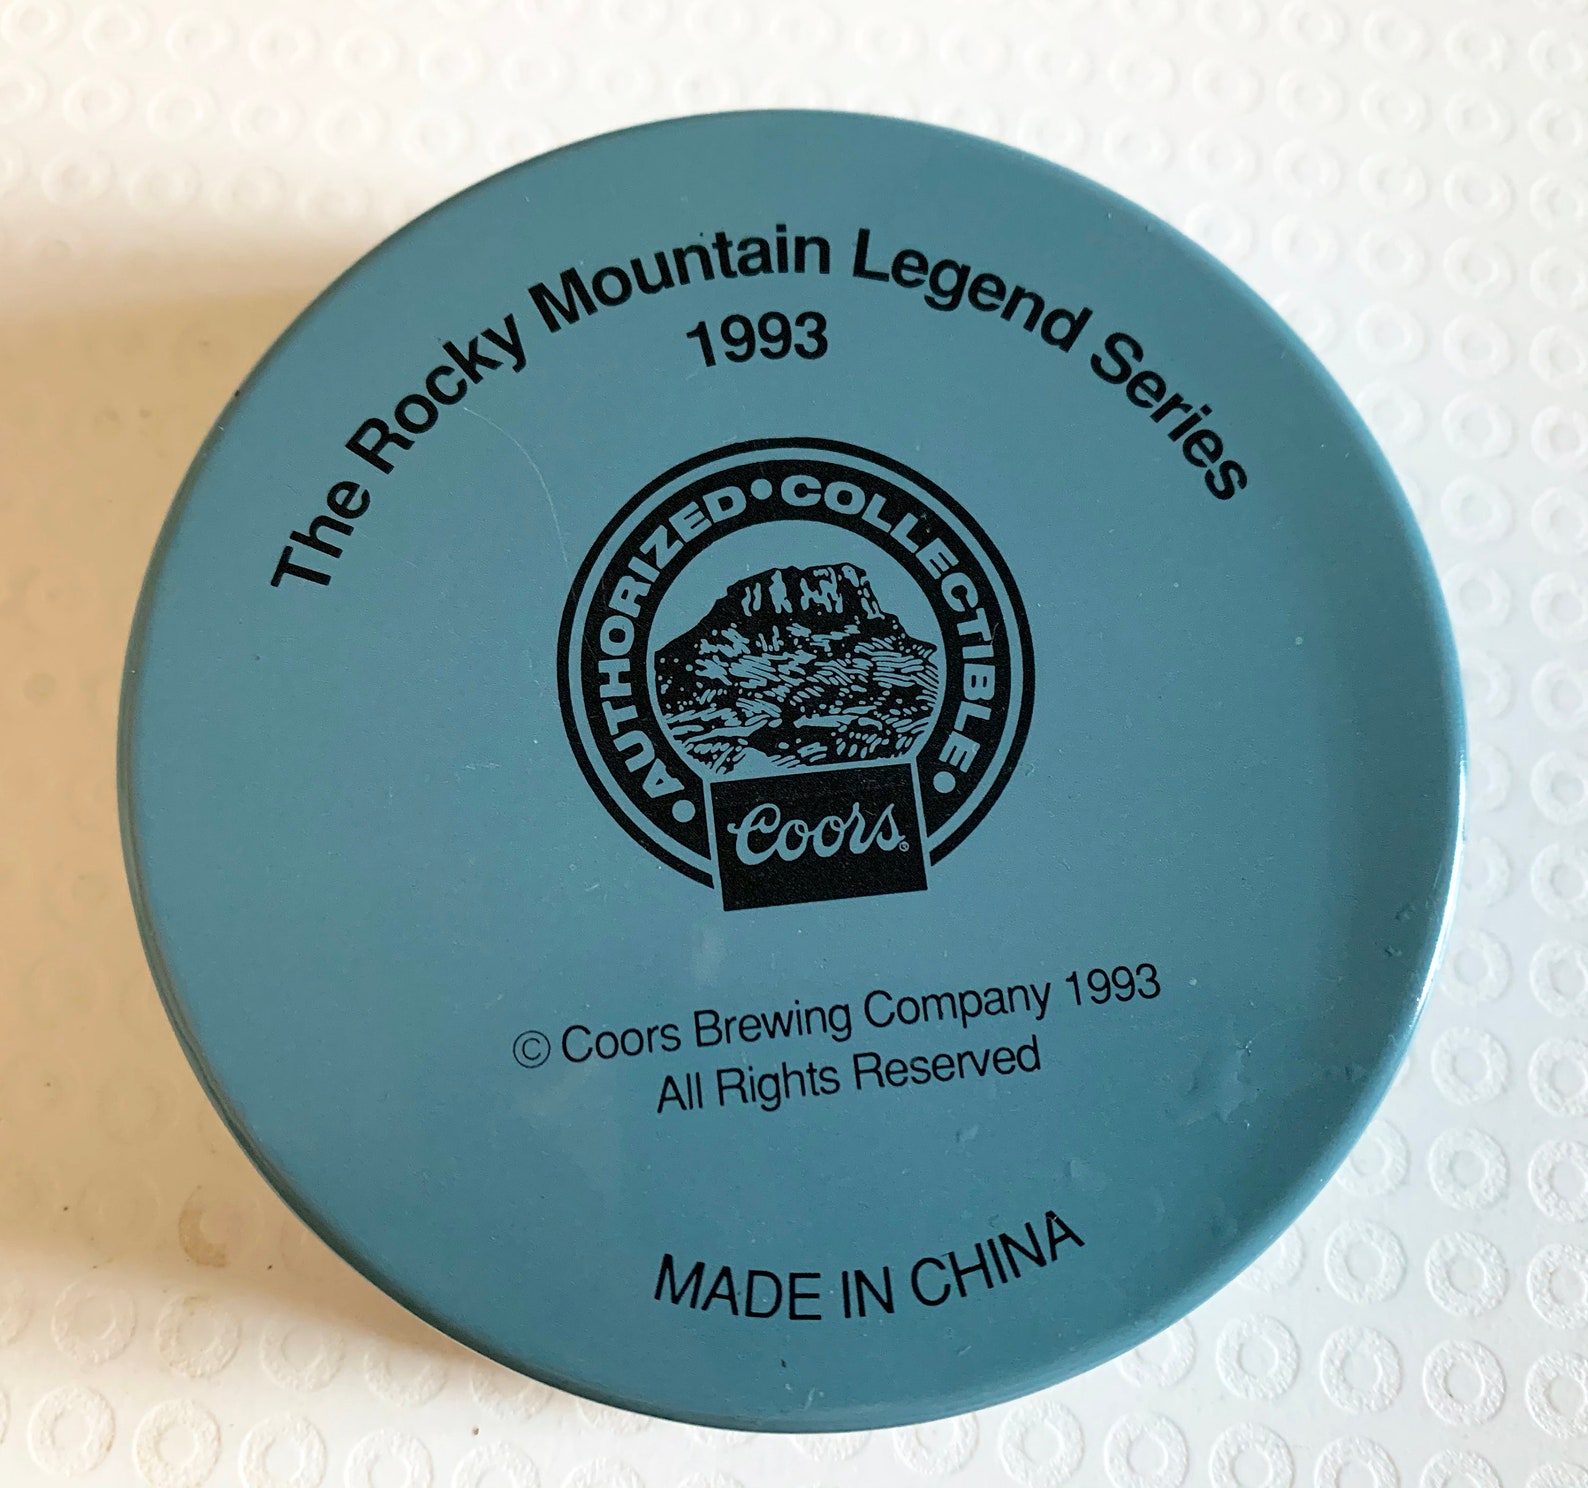 The Rocky Mountain Legend Series
1993
• AUTHORIZED • COLLECTIBLE •
Coors®
© Coors Brewing Company 1993
All Rights Reserved
MADE IN CHINA